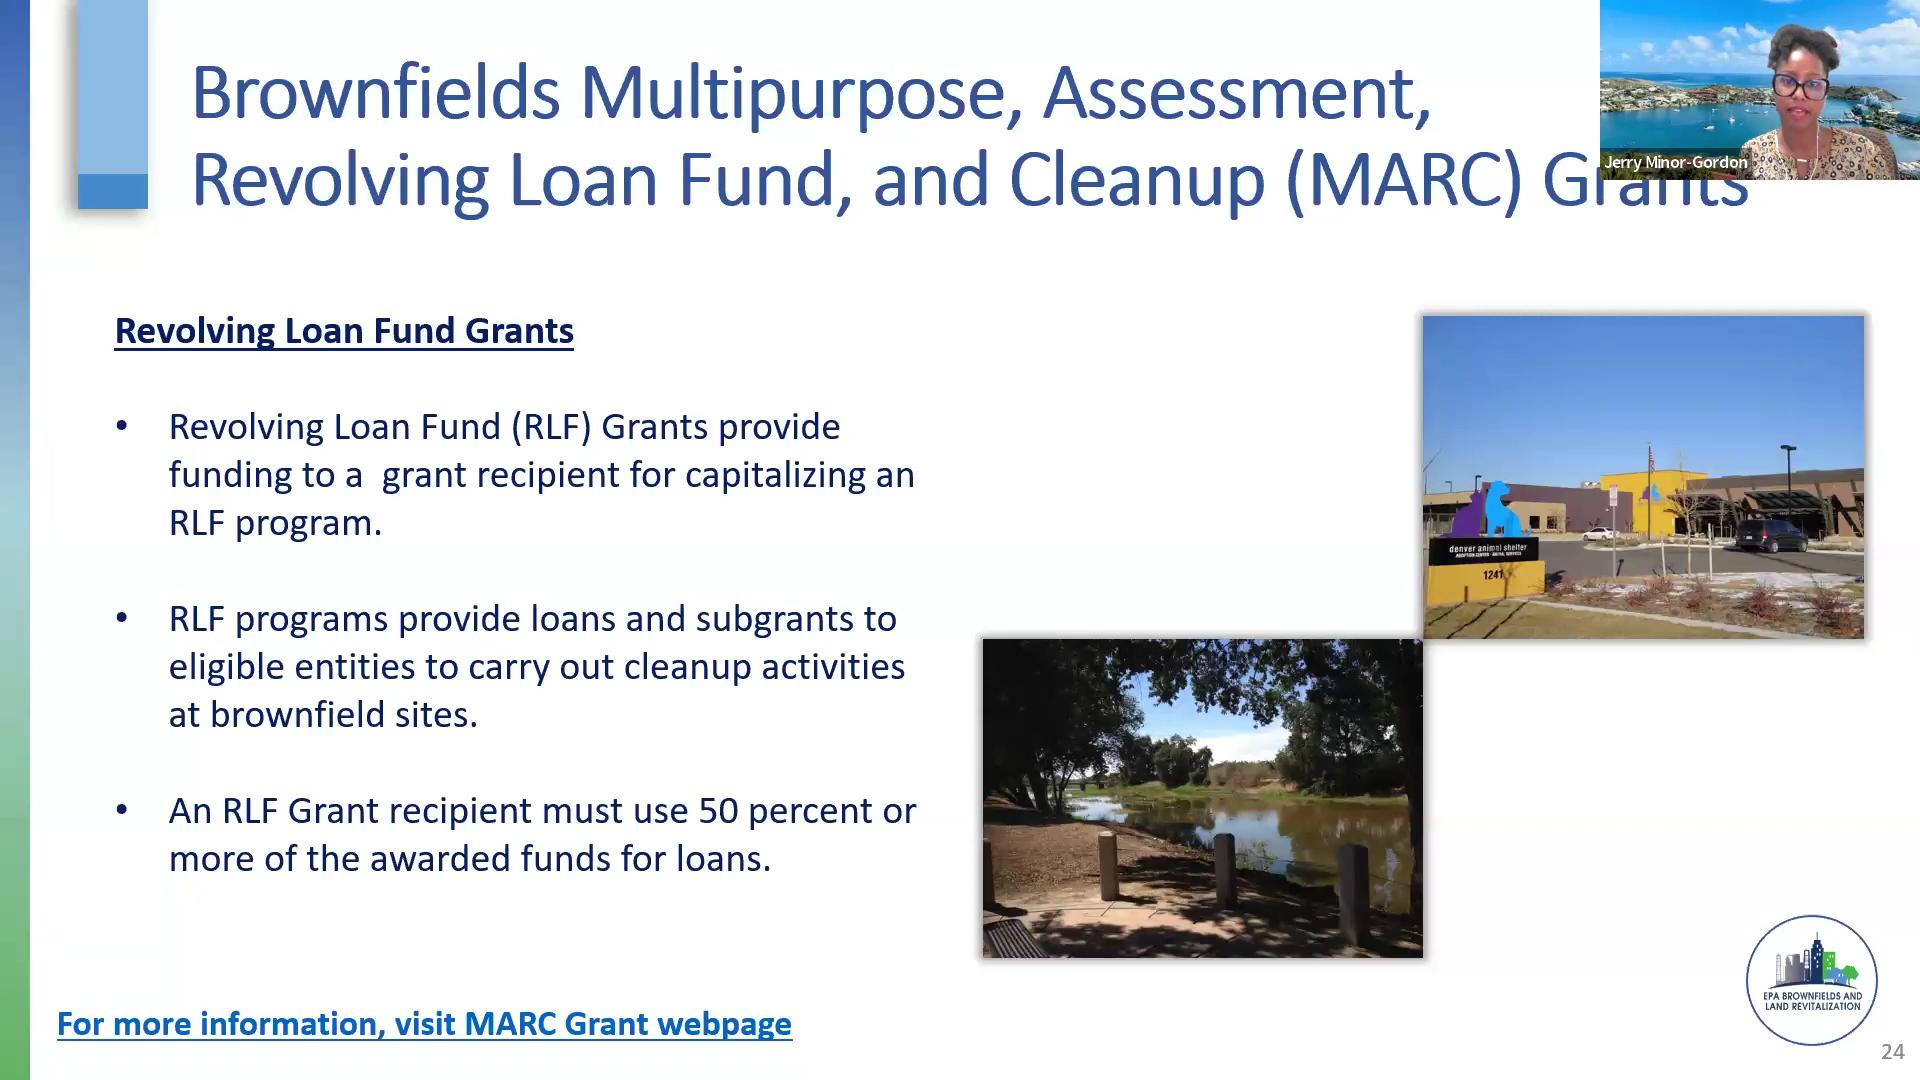 Brownfields Multipurpose, Assessment,
Revolving Loan Fund, and Cleanup (MARC) Grants
Jerry Minor-Gordon
Revolving Loan Fund Grants
• Revolving Loan Fund (RLF) Grants provide
funding to a  grant recipient for capitalizing an
RLF program.
• RLF programs provide loans and subgrants to
eligible entities to carry out cleanup activities
at brownfield sites.
• An RLF Grant recipient must use 50 percent or
more of the awarded funds for loans.
denver animal shelter
ADOPTION CENTER · ANIMAL SERVICES
1241
For more information, visit MARC Grant webpage
EPA BROWNFIELDS AND
LAND REVITALIZATION
24